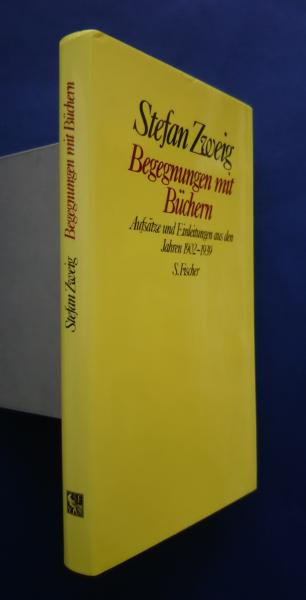 Stefan Zweig
Begegnungen mit
Büchern
Aufsätze und Einleitungen aus den
Jahren 1902–1939
S. Fischer
Stefan Zweig Begegnungen mit Büchern